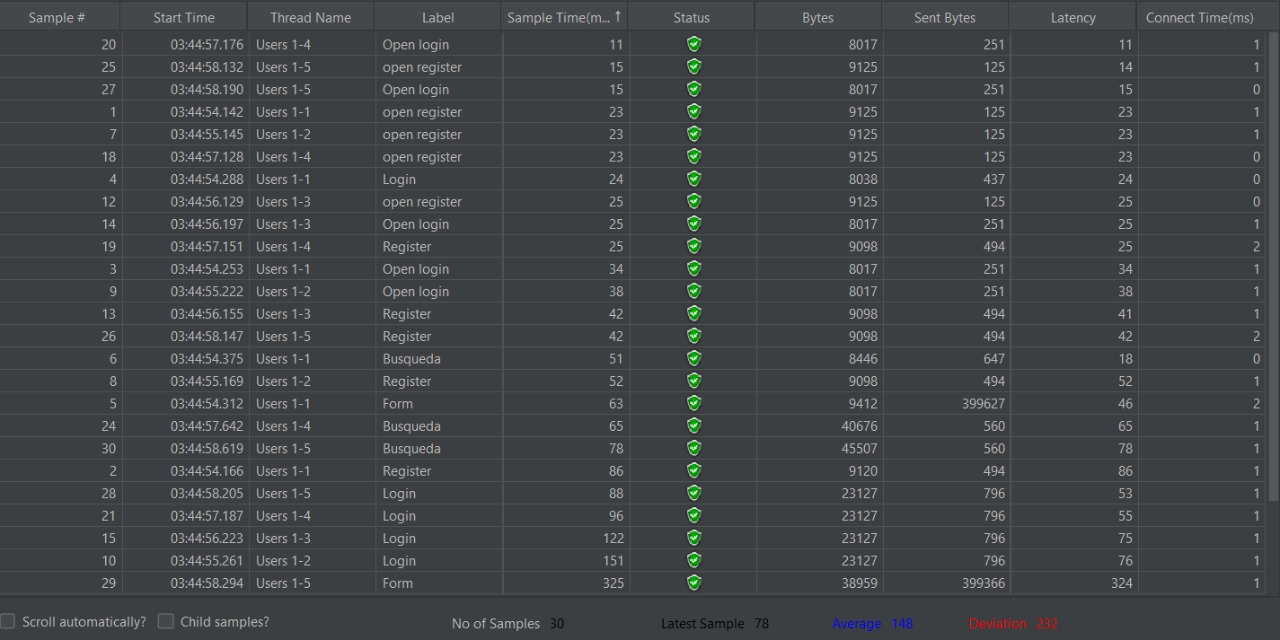 Sample # Start Time Thread Name Label Sample Time(m... ↑ Status Bytes Sent Bytes Latency Connect Time(ms)
20 03:44:57.176 Users 1-4 Open login 11 8017 251 11 1
25 03:44:58.132 Users 1-5 open register 15 9125 125 14 1
27 03:44:58.190 Users 1-5 Open login 15 8017 251 15 0
1 03:44:54.142 Users 1-1 open register 23 9125 125 23 1
7 03:44:55.145 Users 1-2 open register 23 9125 125 23 1
18 03:44:57.128 Users 1-4 open register 23 9125 125 23 0
4 03:44:54.288 Users 1-1 Login 24 8038 437 24 0
12 03:44:56.129 Users 1-3 open register 25 9125 125 25 0
14 03:44:56.197 Users 1-3 Open login 25 8017 251 25 1
19 03:44:57.151 Users 1-4 Register 25 9098 494 25 2
3 03:44:54.253 Users 1-1 Open login 34 8017 251 34 1
9 03:44:55.222 Users 1-2 Open login 38 8017 251 38 1
13 03:44:56.155 Users 1-3 Register 42 9098 494 41 1
26 03:44:58.147 Users 1-5 Register 42 9098 494 42 2
6 03:44:54.375 Users 1-1 Busqueda 51 8446 647 18 0
8 03:44:55.169 Users 1-2 Register 52 9098 494 52 1
5 03:44:54.312 Users 1-1 Form 63 9412 399627 46 2
24 03:44:57.642 Users 1-4 Busqueda 65 40676 560 65 1
30 03:44:58.619 Users 1-5 Busqueda 78 45507 560 78 1
2 03:44:54.166 Users 1-1 Register 86 9120 494 86 1
28 03:44:58.205 Users 1-5 Login 88 23127 796 53 1
21 03:44:57.187 Users 1-4 Login 96 23127 796 55 1
15 03:44:56.223 Users 1-3 Login 122 23127 796 75 1
10 03:44:55.261 Users 1-2 Login 151 23127 796 76 1
29 03:44:58.294 Users 1-5 Form 325 38959 399366 324 1
Scroll automatically? Child samples? No of Samples 30 Latest Sample 78 Average 148 Deviation 232